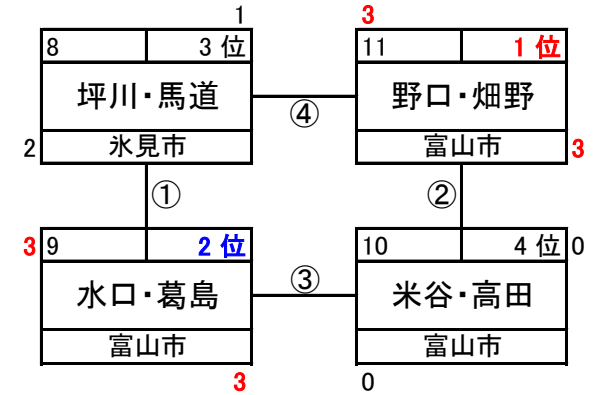 1 3
8 3 位 11 1 位
坪川・馬道 野口・畑野
④
2 氷見市 富山市 3
① ②
3 9 2 位 10 4 位 0
水口・葛島 ③ 米谷・高田
富山市 富山市
3 0